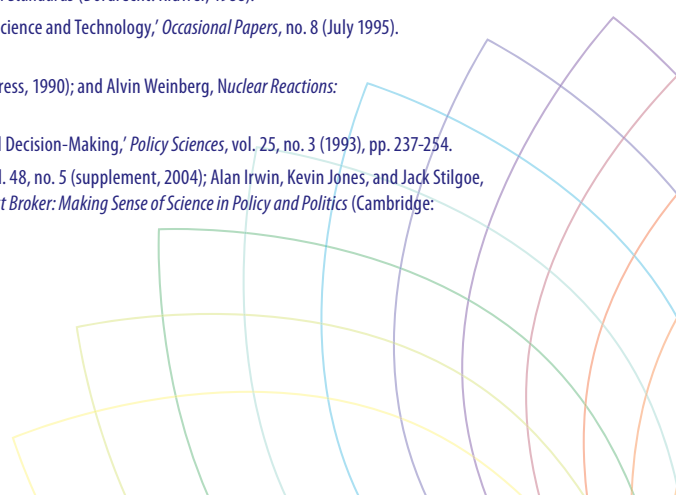 Science and Technology,' Occasional Papers, no. 8 (July 1995).
ress, 1990); and Alvin Weinberg, Nuclear Reactions:
l Decision-Making,' Policy Sciences, vol. 25, no. 3 (1993), pp. 237-254.
l. 48, no. 5 (supplement, 2004); Alan Irwin, Kevin Jones, and Jack Stilgoe,
st Broker: Making Sense of Science in Policy and Politics (Cambridge: